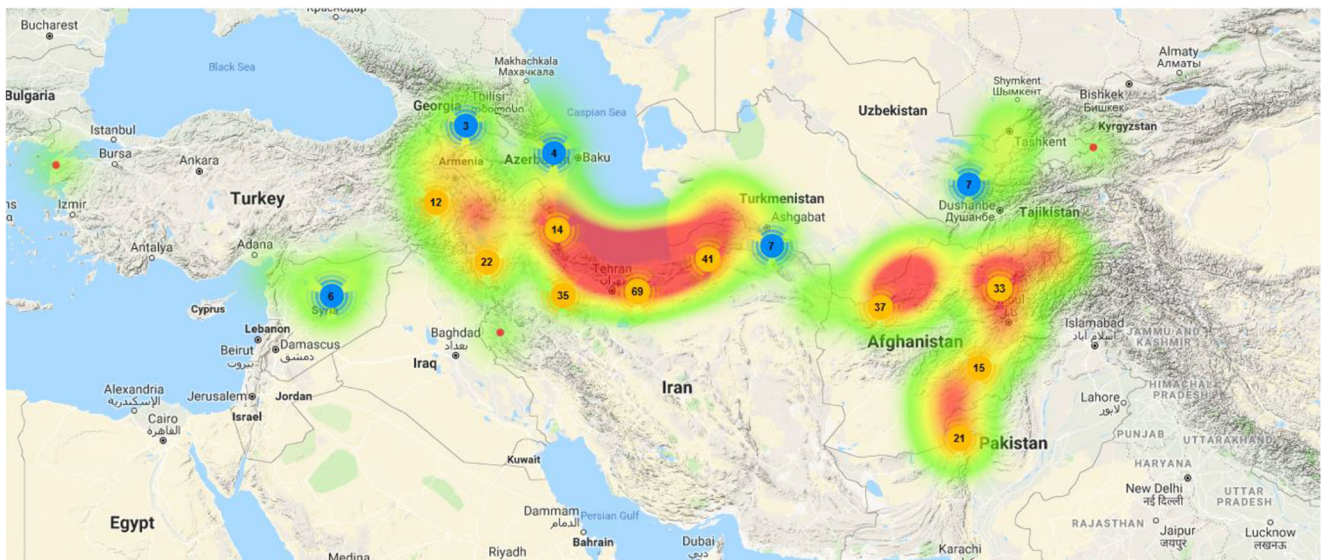 Краснодар
Bucharest
Almaty
Алматы
Makhachkala
Махачкала
Black Sea
Shymkent
Шымкент
Bulgaria
Georgia
Tbilisi
Caspian Sea
Bishkek
Бишкек
Uzbekistan
3
Kyrgyzstan
Istanbul
Tashkent
Bursa
4
Baku
Ankara
Armenia
7
Turkey
Turkmenistan
Dushanbe
Душанбе
Tajikistan
12
Izmir
Ashgabat
14
Antalya
Adana
7
22
41
Tehran
33
6
35
69
37
Syria
Cyprus
Islamabad
اسلام آباد
Baghdad
بغداد
Lebanon
Afghanistan
JAMMU AND
KASHMIR
Beirut
بيروت
Damascus
دمشق
Iraq
15
Iran
HIMACHAL
PRADESH
Alexandria
الإسكندرية
Jerusalem
Jordan
Lahore
لاہور
Israel
Cairo
القاهرة
21
Pakistan
PUNJAB
UTTARAKHAND
Kuwait
HARYANA
New Delhi
नई दिल्ली
UTTAR
PRADESH
Egypt
Dammam
الدمام
Persian Gulf
RAJASTHAN
Jaipur
जयपुर
Lucknow
लखनऊ
Bahrain
Dubai
دبي
Riyadh
Karachi
Medina